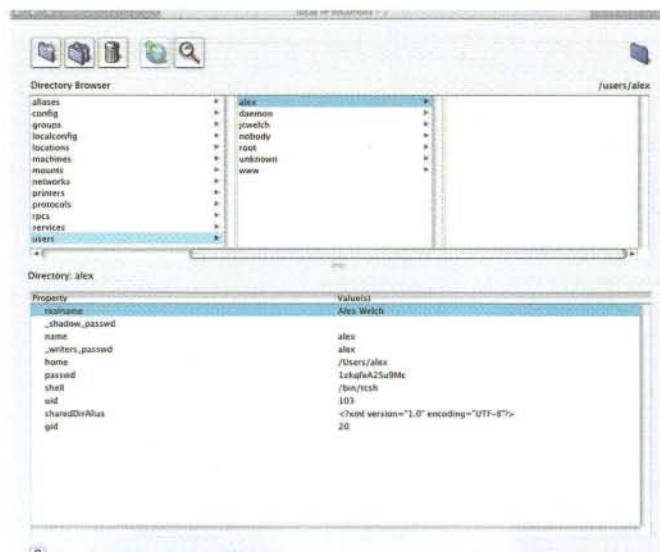 local @ localhost - /
Directory Browser
/users/alex
aliases
config
groups
localconfig
locations
machines
mounts
networks
printers
protocols
rpcs
services
users
alex
daemon
jcwelch
nobody
root
unknown
www
Directory: alex
Property
Value(s)
realname
Alex Welch
_shadow_passwd
name
alex
_writers_passwd
alex
home
/Users/alex
passwd
shell
/bin/tcsh
uid
103
sharedDirAlias
<?xml version="1.0" encoding="UTF-8"?>
gid
20